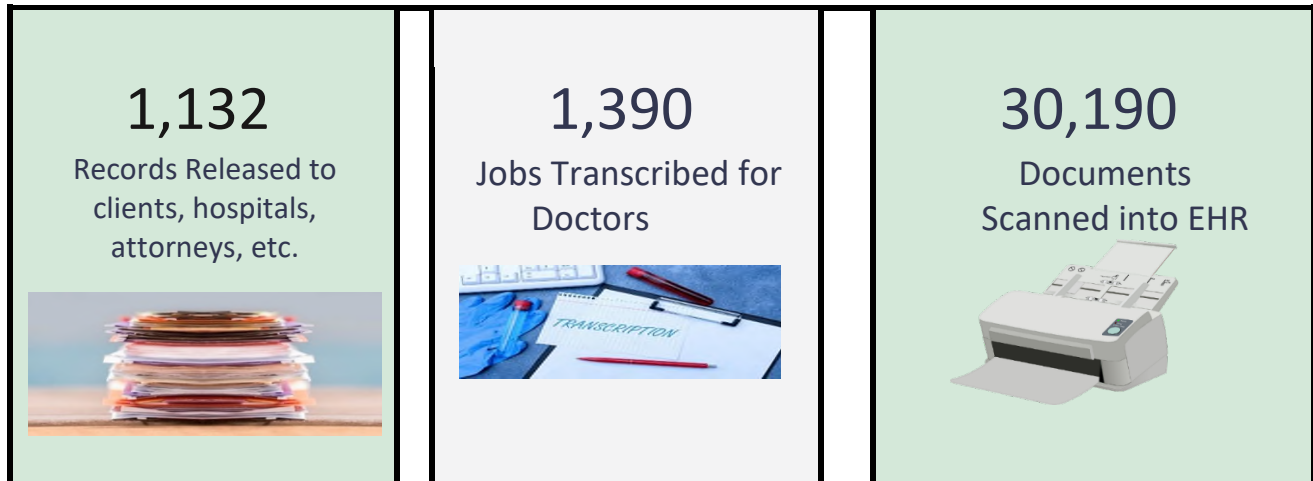 1,132
Records Released to
clients, hospitals,
attorneys, etc.
1,390
Jobs Transcribed for
Doctors
TRANSCRIPTION
30,190
Documents
Scanned into EHR